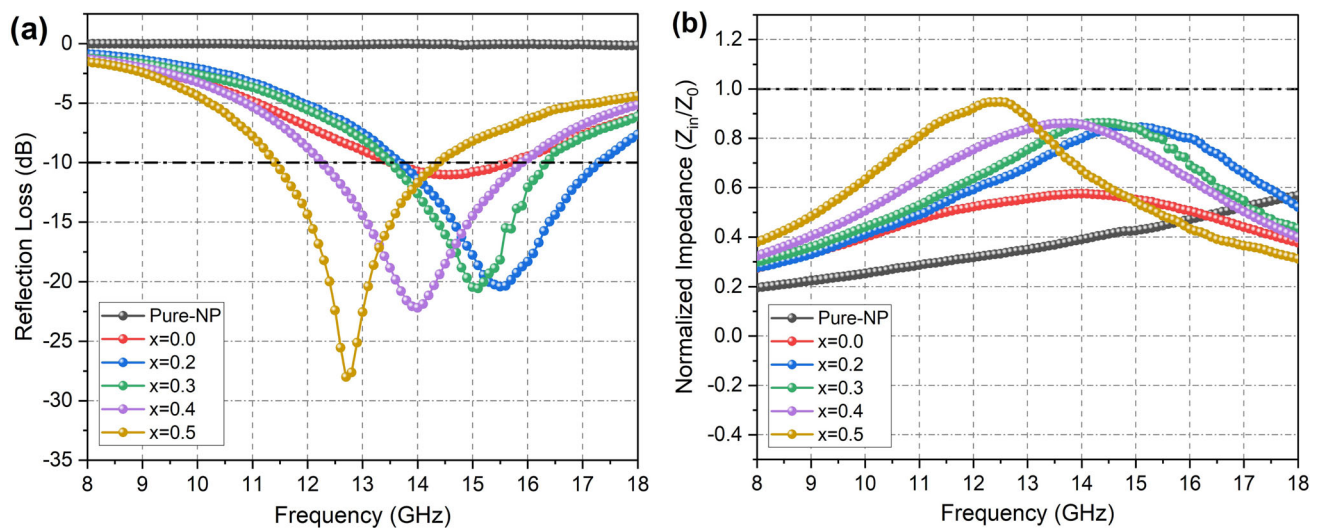 (a)
0
-5
-10
-15
-20
-25
-30
-35
Reflection Loss (dB)
Pure-NP
x=0.0
x=0.2
x=0.3
x=0.4
x=0.5
8 9 10 11 12 13 14 15 16 17 18
Frequency (GHz)
(b)
1.2
1.0
0.8
0.6
0.4
0.2
0.0
-0.2
-0.4
Normalized Impedance (Zin/Z0)
Pure-NP
x=0.0
x=0.2
x=0.3
x=0.4
x=0.5
8 9 10 11 12 13 14 15 16 17 18
Frequency (GHz)